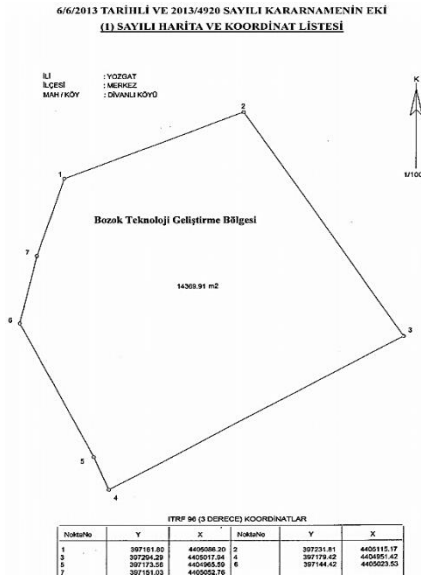 6/6/2013 TARİHLİ VE 2013/4920 SAYILI KARARNAMENİN EKİ
(1) SAYILI HARİTA VE KOORDİNAT LİSTESİ
İLİ : YOZGAT
İLÇESİ : MERKEZ
MAH / KÖY : DİVANLI KÖYÜ
K
1/100
2
1
Bozok Teknoloji Geliştirme Bölgesi
7
14369.91 m2
6
3
5
4
ITRF 96 (3 DERECE) KOORDİNATLAR
NoktaNo Y X NoktaNo Y X
1 397161.80 4405086.20 2 397231.81 4405115.17
3 397294.29 4405017.94 4 397179.42 4404951.42
5 397173.58 4404965.59 6 397144.42 4405023.53
7 397151.03 4405052.76